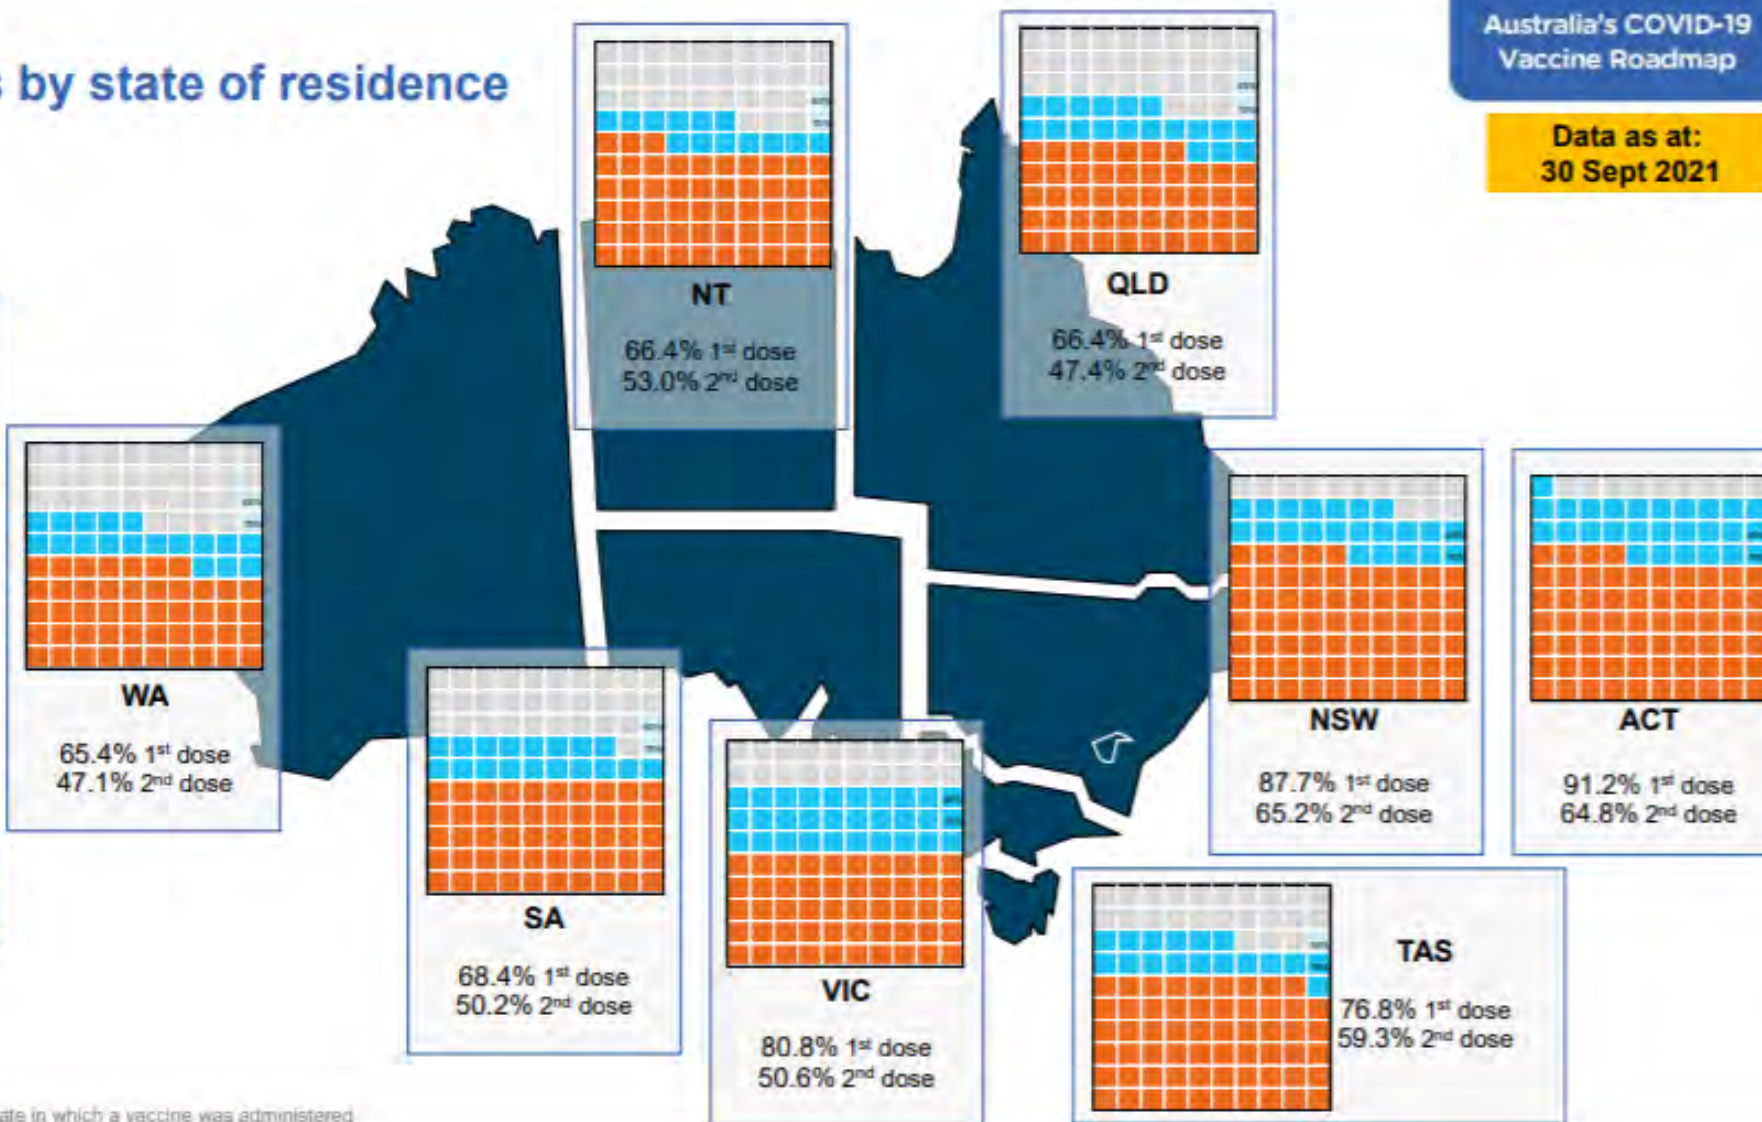 s by state of residence
Australia's COVID-19
Vaccine Roadmap
Data as at:
30 Sept 2021
NT
66.4% 1st dose
53.0% 2nd dose
QLD
66.4% 1st dose
47.4% 2nd dose
WA
65.4% 1st dose
47.1% 2nd dose
SA
68.4% 1st dose
50.2% 2nd dose
VIC
80.8% 1st dose
50.6% 2nd dose
NSW
87.7% 1st dose
65.2% 2nd dose
ACT
91.2% 1st dose
64.8% 2nd dose
TAS
76.8% 1st dose
59.3% 2nd dose
ate in which a vaccine was administered